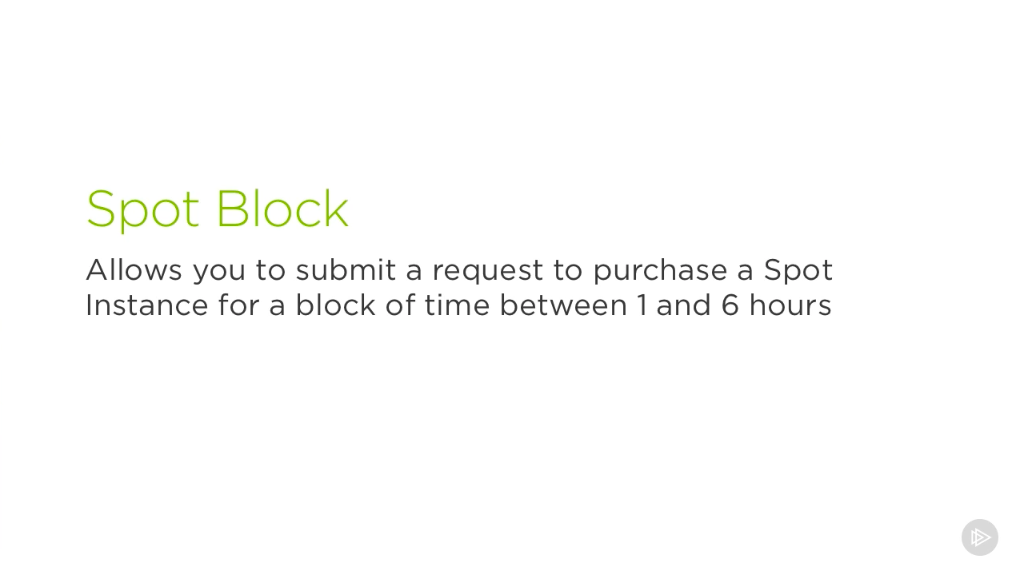 Spot Block
Allows you to submit a request to purchase a Spot
Instance for a block of time between 1 and 6 hours